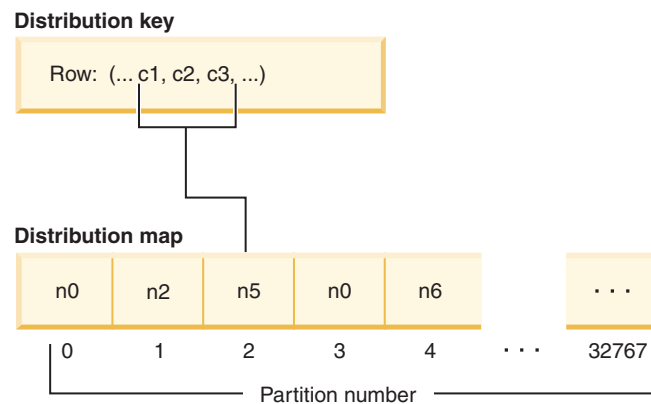 Distribution key
Row: (... c1, c2, c3, ...)
Distribution map
n0 n2 n5 n0 n6 ...
0 1 2 3 4 ... 32767
Partition number